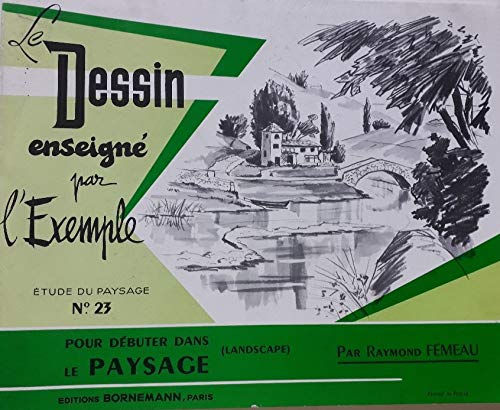 Le
Dessin
enseigné
par
l'Exemple
ÉTUDE DU PAYSAGE
Nº 23
POUR DÉBUTER DANS
LE PAYSAGE
(LANDSCAPE)
PAR RAYMOND FEMEAU
EDITIONS BORNEMANN, PARIS